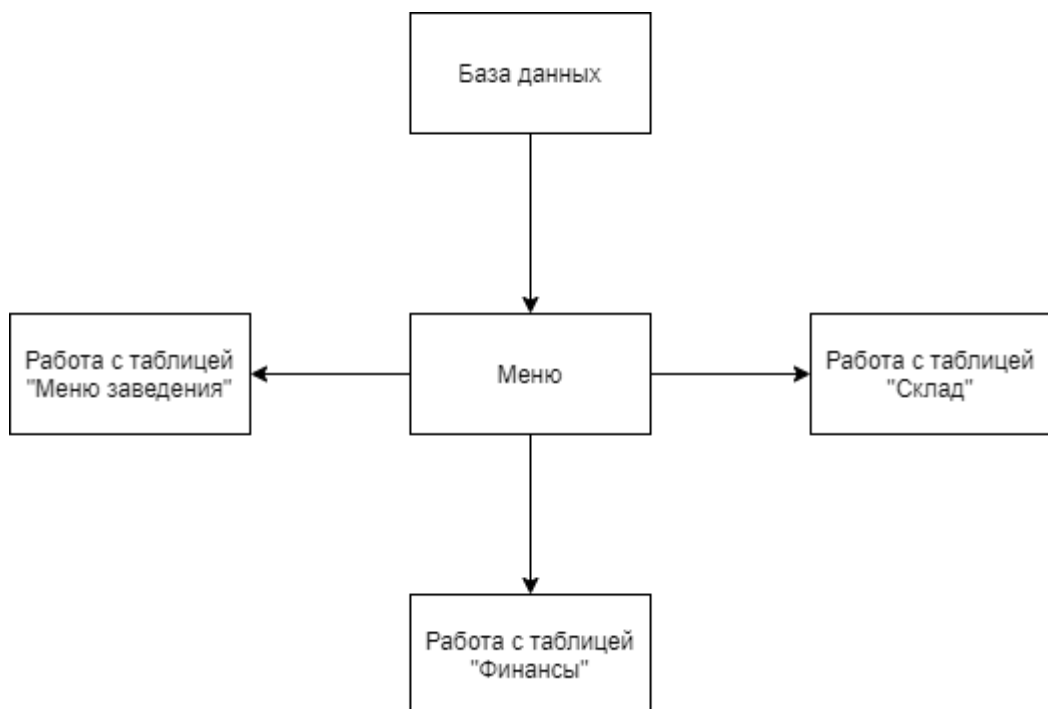 База данных
Работа с таблицей
"Меню заведения"
Меню
Работа с таблицей
"Склад"
Работа с таблицей
"Финансы"